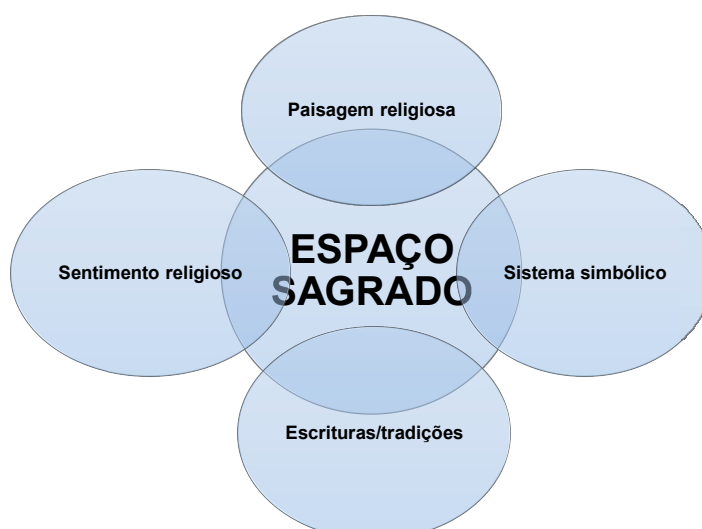 Paisagem religiosa
Sentimento religioso
ESPAÇO
SAGRADO
Sistema simbólico
Escrituras/tradições